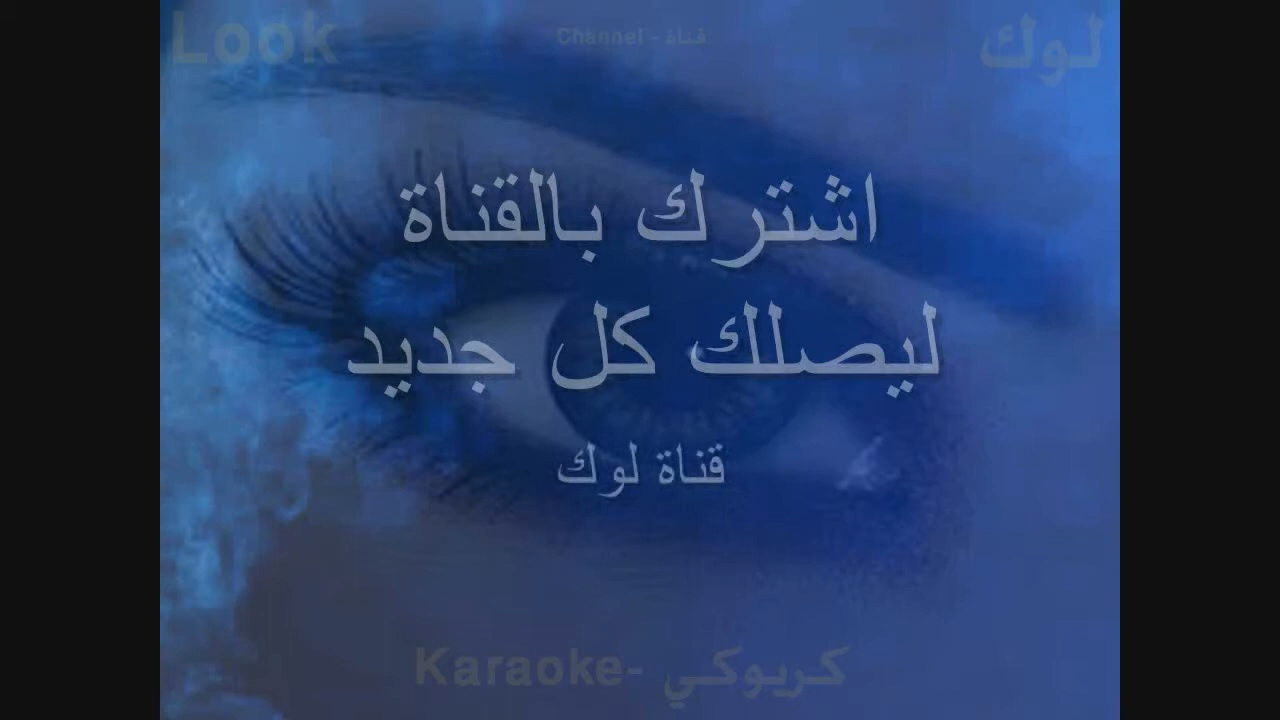 Look
Channel - قناة
لوك
اشترك بالقناة
ليصلك كل جديد
قناة لوك
Karaoke- كريوكي